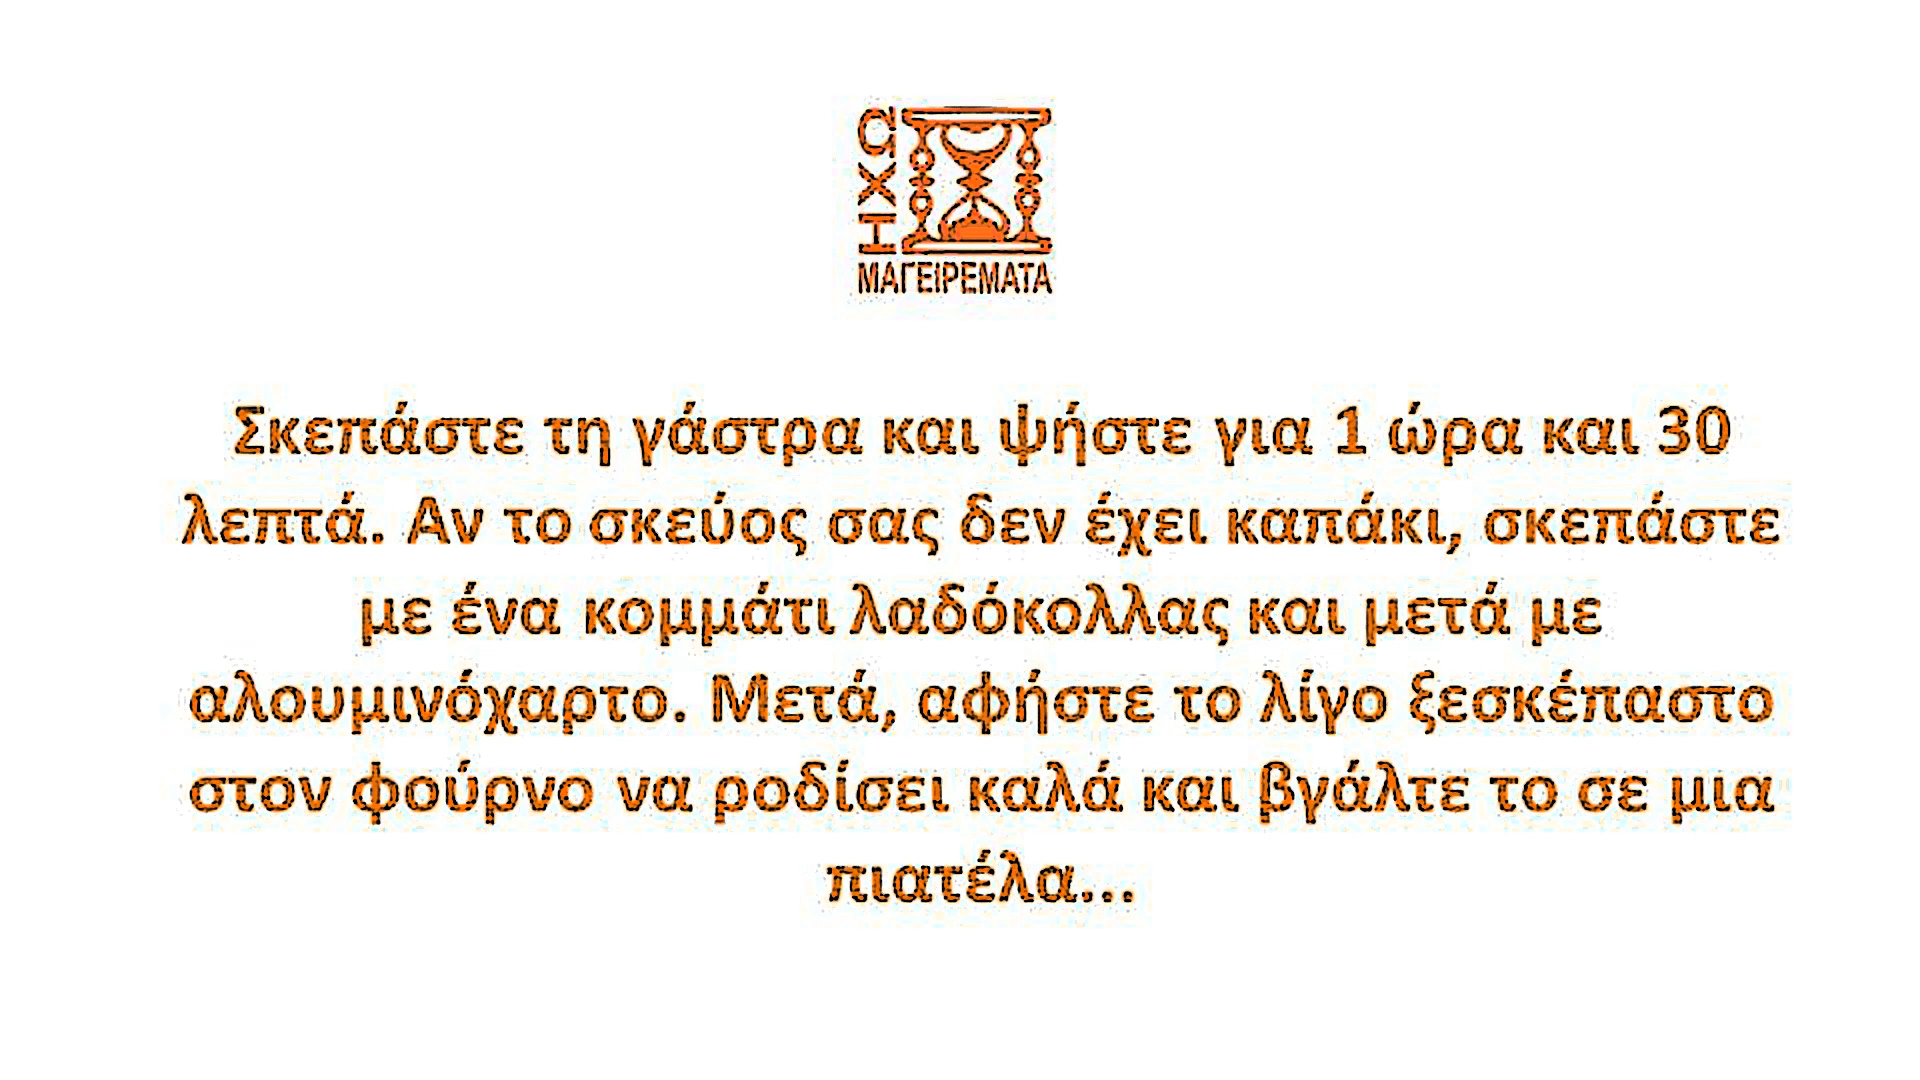 ΜΑΓΕΙΡΕΜΑΤΑ
Σκεπάστε τη γάστρα και ψήστε για 1 ώρα και 30
λεπτά. Αν το σκεύος σας δεν έχει καπάκι, σκεπάστε
με ένα κομμάτι λαδόκολλας και μετά με
αλουμινόχαρτο. Μετά, αφήστε το λίγο ξεσκέπαστο
στον φούρνο να ροδίσει καλά και βγάλτε το σε μια
πιατέλα...